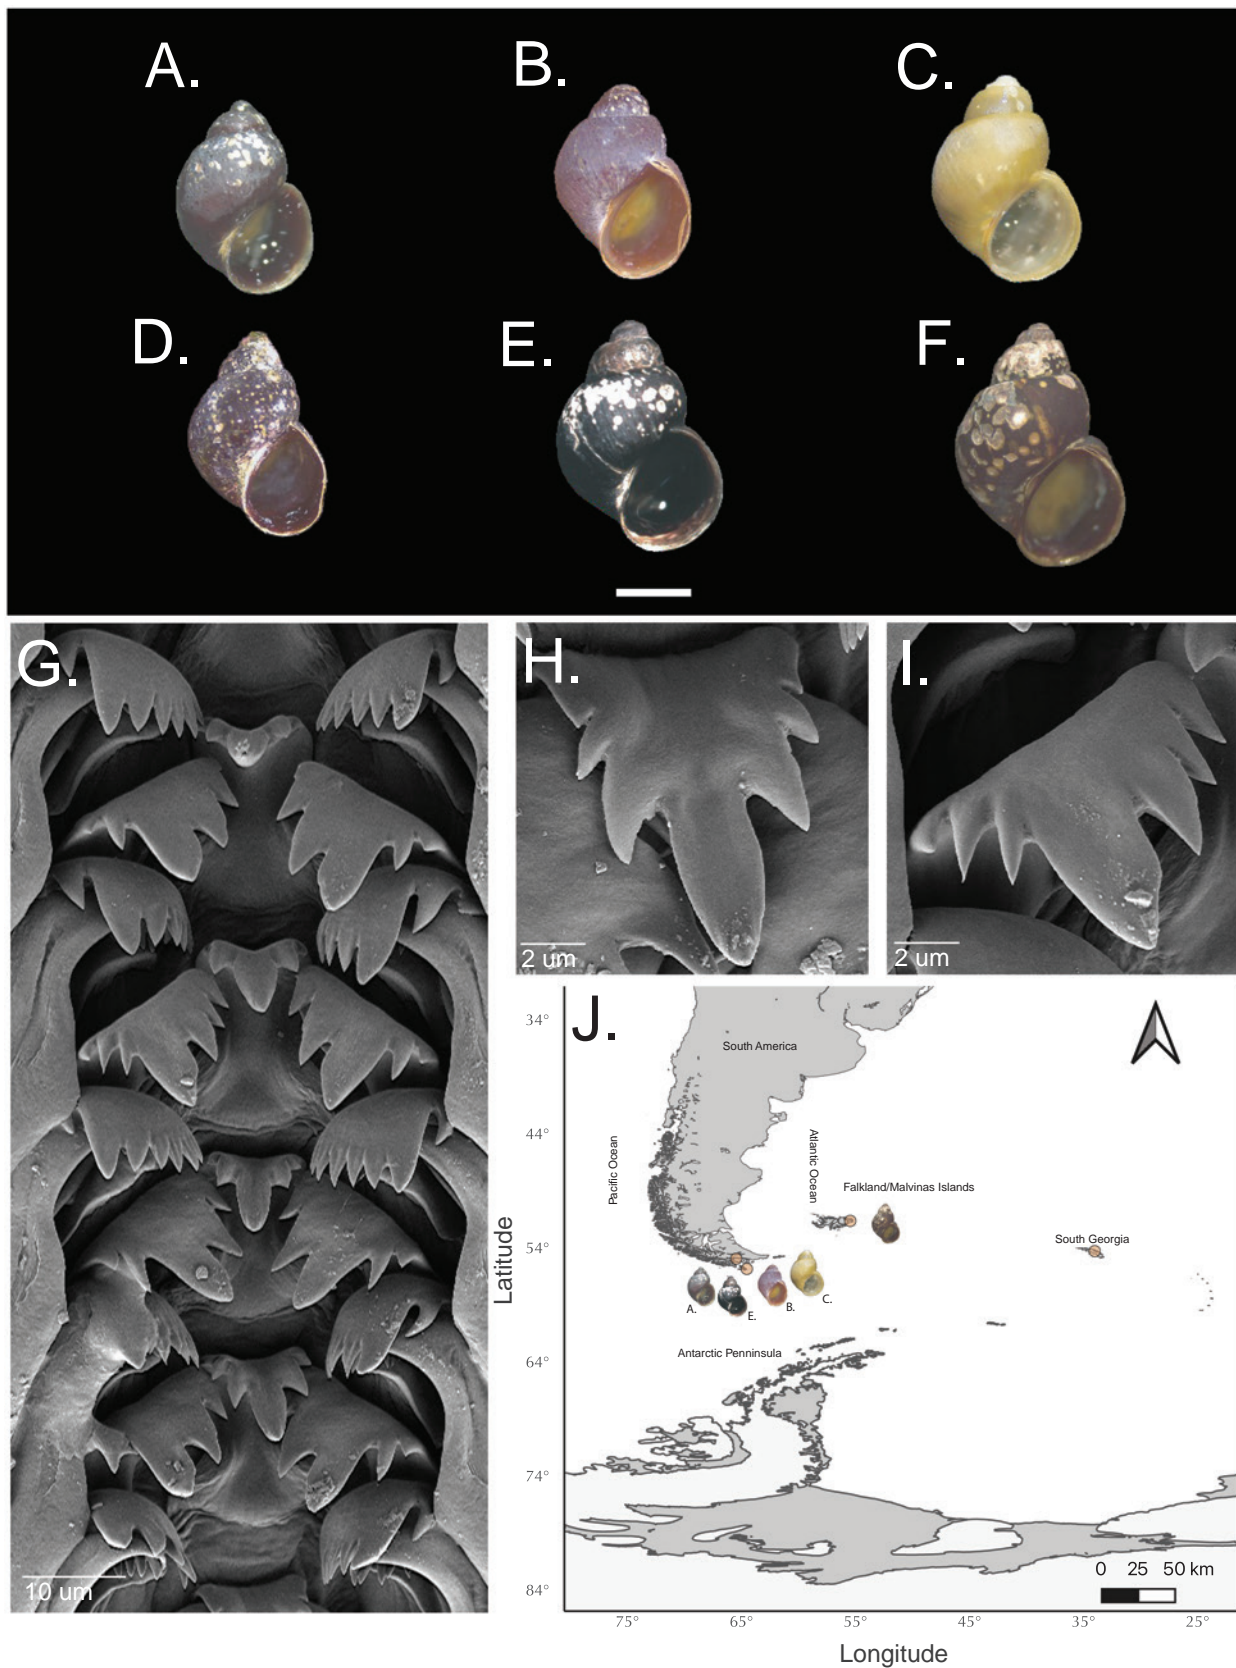 A.
B.
C.
D.
E.
F.
G.
10 um
H.
2 um
I.
2 um
J.
34°
44°
54°
64°
74°
84°
Latitude
South America
Pacific Ocean
Atlantic Ocean
Falkland/Malvinas Islands
South Georgia
A.
E.
B.
C.
Antarctic Penninsula
0 25 50 km
75° 65° 55° 45° 35° 25°
Longitude